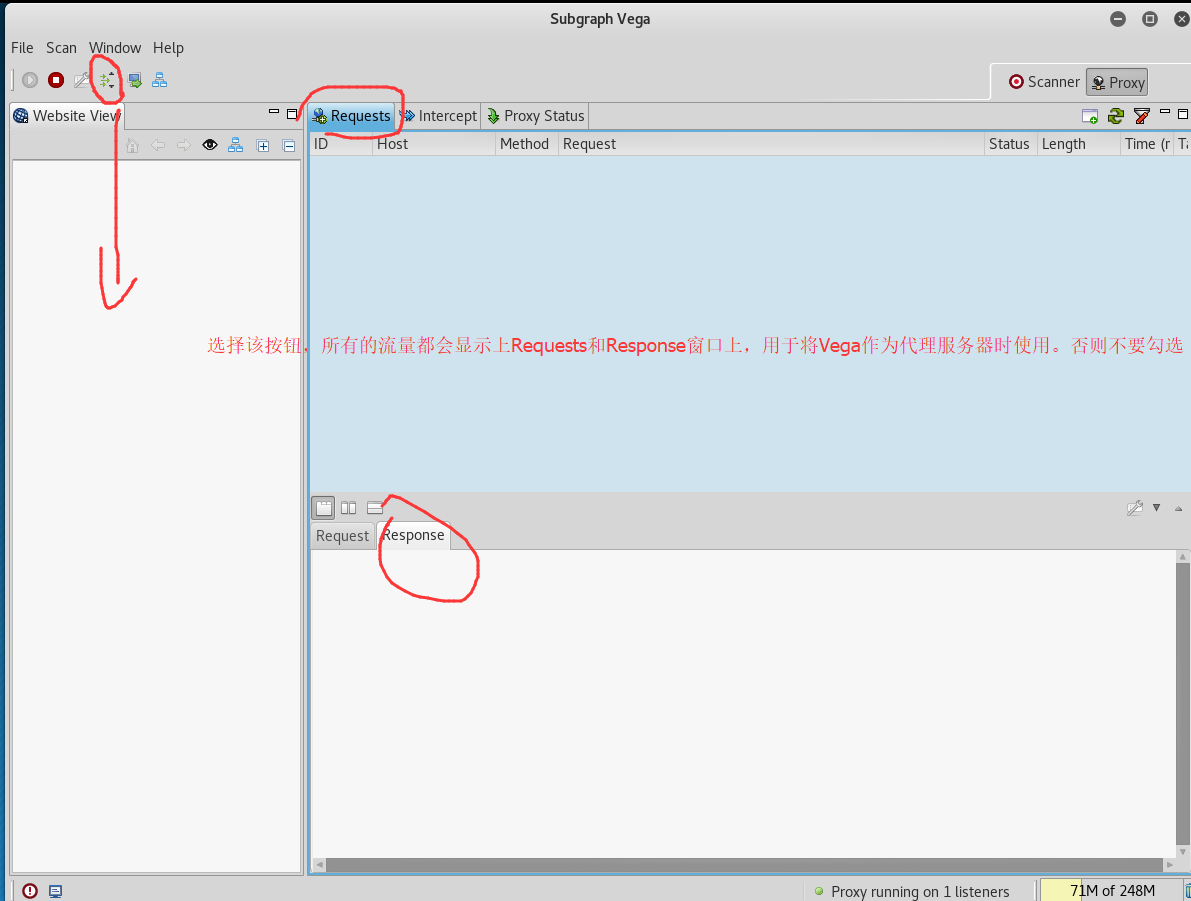 Subgraph Vega
File Scan Window Help
Scanner Proxy
Website View
Requests Intercept Proxy Status
ID Host Method Request Status Length Time (r
选择该按钮，所有的流量都会显示上Requests和Response窗口上，用于将Vega作为代理服务器时使用。否则不要勾选
Request Response
Proxy running on 1 listeners 71M of 248M